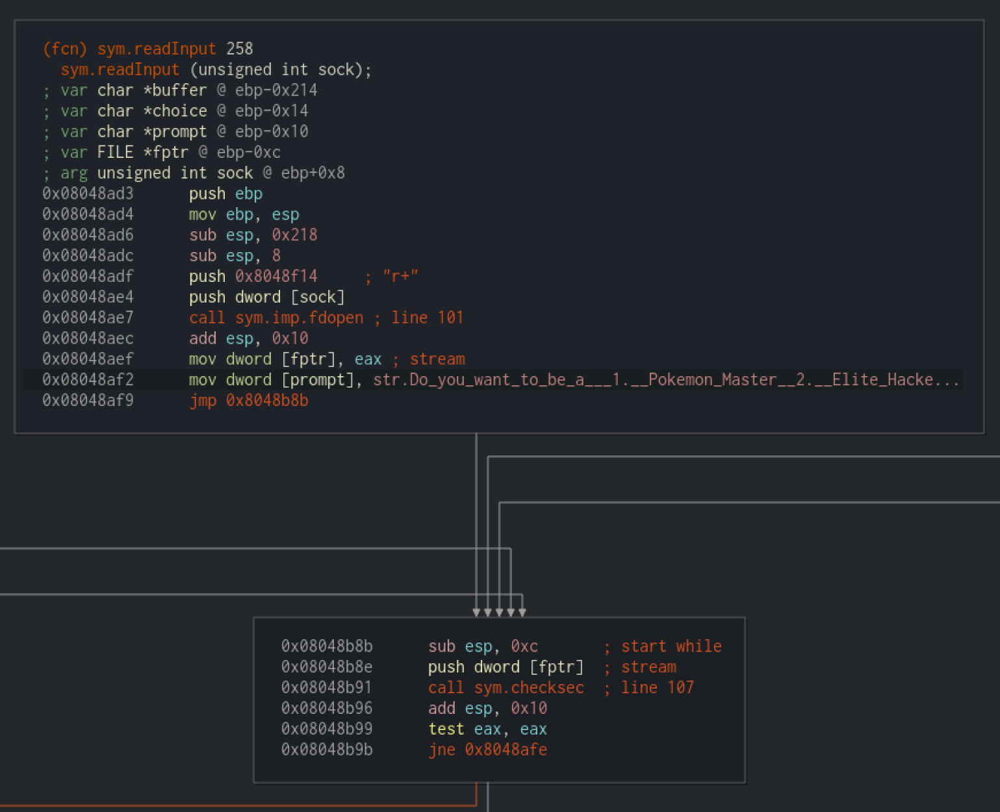 (fcn) sym.readInput 258
sym.readInput (unsigned int sock);
; var char *buffer @ ebp-0x214
; var char *choice @ ebp-0x14
; var char *prompt @ ebp-0x10
; var FILE *fptr @ ebp-0xc
; arg unsigned int sock @ ebp+0x8
0x08048ad3 push ebp
0x08048ad4 mov ebp, esp
0x08048ad6 sub esp, 0x218
0x08048adc sub esp, 8
0x08048adf push 0x8048f14 ; "r+"
0x08048ae4 push dword [sock]
0x08048ae7 call sym.imp.fdopen ; line 101
0x08048aec add esp, 0x10
0x08048aef mov dword [fptr], eax ; stream
0x08048af2 mov dword [prompt], str.Do_you_want_to_be_a___1.__Pokemon_Master__2.__Elite_Hacke...
0x08048af9 jmp 0x8048b8b
0x08048b8b sub esp, 0xc ; start while
0x08048b8e push dword [fptr] ; stream
0x08048b91 call sym.checksec ; line 107
0x08048b96 add esp, 0x10
0x08048b99 test eax, eax
0x08048b9b jne 0x8048afe